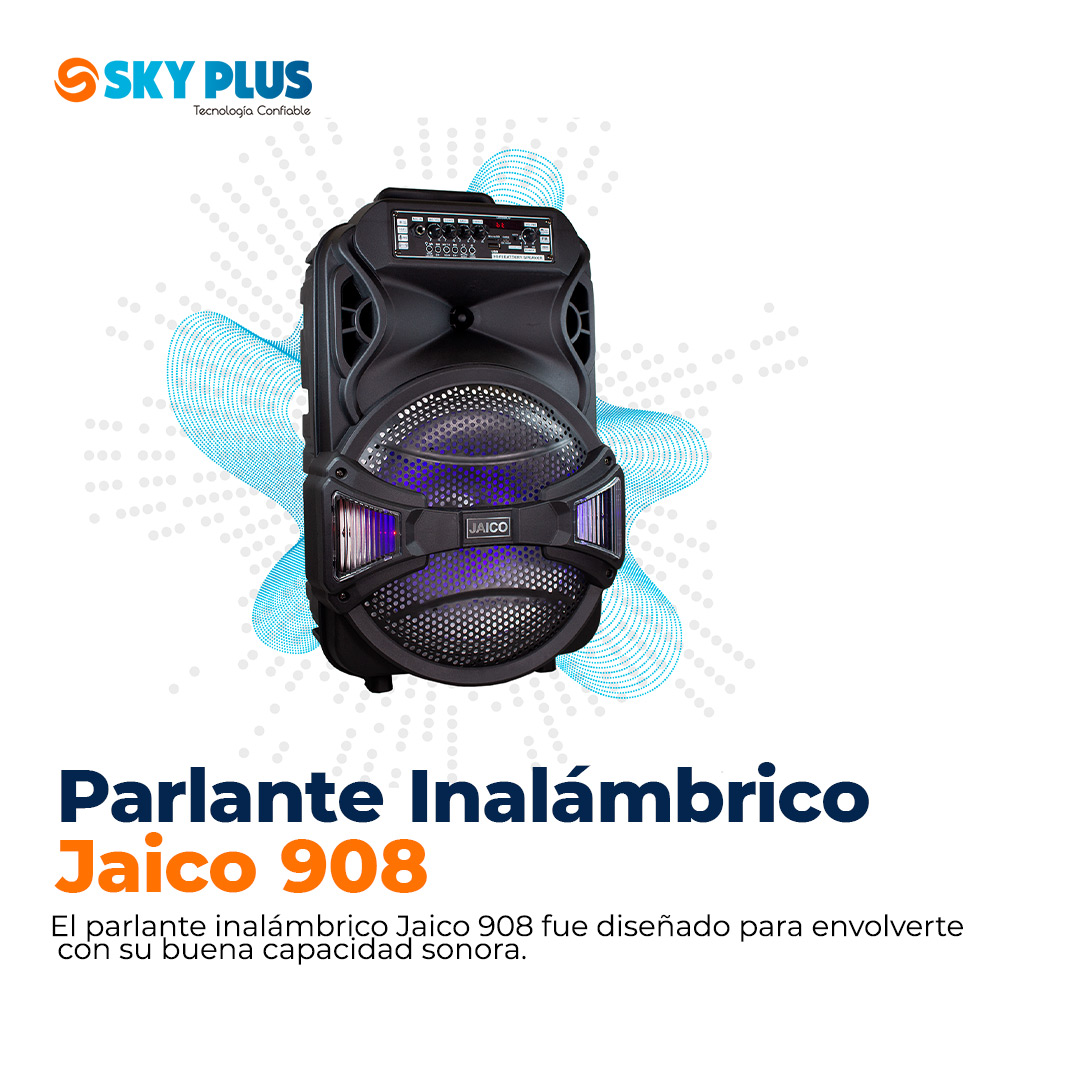 SKY PLUS
Tecnología Confiable
JAICO
Parlante Inalámbrico
Jaico 908
El parlante inalámbrico Jaico 908 fue diseñado para envolverte
con su buena capacidad sonora.